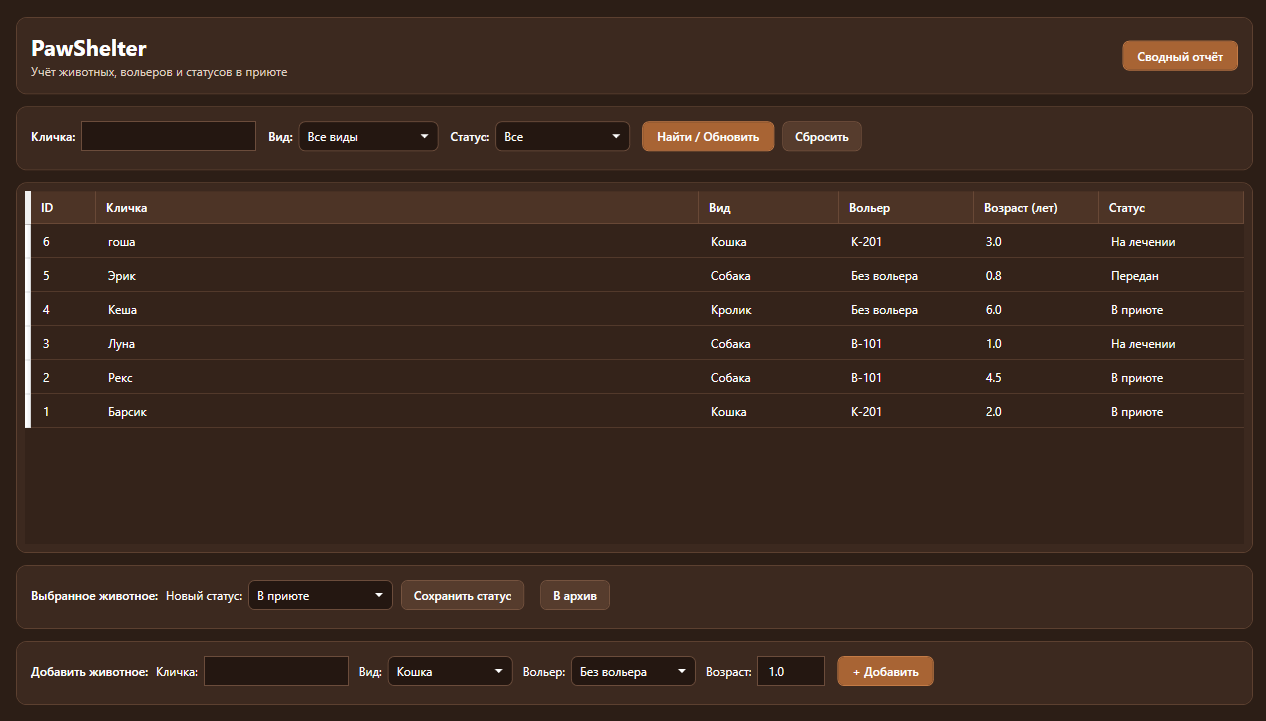 PawShelter
Учёт животных, вольеров и статусов в приюте
Сводный отчёт
Кличка: Вид: Все виды Статус: Все Найти / Обновить Сбросить
ID Кличка Вид Вольер Возраст (лет) Статус
6 гоша Кошка К-201 3.0 На лечении
5 Эрик Собака Без вольера 0.8 Передан
4 Кеша Кролик Без вольера 6.0 В приюте
3 Луна Собака В-101 1.0 На лечении
2 Рекс Собака В-101 4.5 В приюте
1 Барсик Кошка К-201 2.0 В приюте
Выбранное животное: Новый статус: В приюте Сохранить статус В архив
Добавить животное: Кличка: Вид: Кошка Вольер: Без вольера Возраст: 1.0 + Добавить